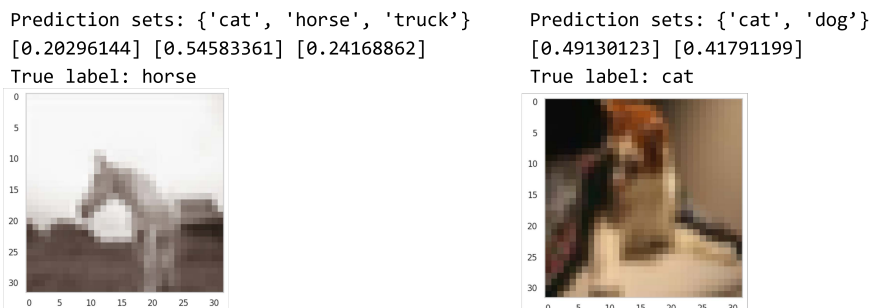 Prediction sets: {'cat', 'horse', 'truck’}
[0.20296144] [0.54583361] [0.24168862]
True label: horse
0
5
10
15
20
25
30
0 5 10 15 20 25 30
Prediction sets: {'cat', 'dog’}
[0.49130123] [0.41791199]
True label: cat
0
5
10
15
20
25
30
0 5 10 15 20 25 30